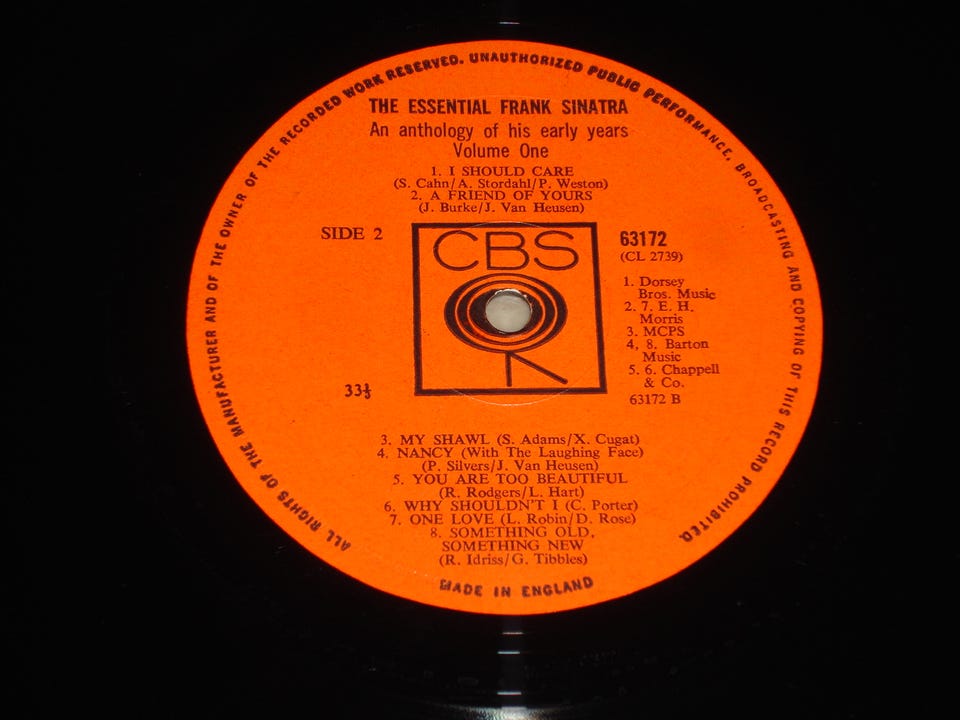 ALL RIGHTS OF THE MANUFACTURER AND OF THE OWNER OF THE RECORDED WORK RESERVED. UNAUTHORIZED PUBLIC PERFORMANCE, BROADCASTING AND COPYING OF THIS RECORD PROHIBITED.
THE ESSENTIAL FRANK SINATRA
An anthology of his early years
Volume One
1. I SHOULD CARE
(S. Cahn/A. Stordahl/P. Weston)
2. A FRIEND OF YOURS
(J. Burke/J. Van Heusen)
SIDE 2
CBS
63172
(CL 2739)
1. Dorsey
Bros. Music
2. 7. E. H.
Morris
3. MCPS
4, 8. Barton
Music
5. 6. Chappell
& Co.
63172 B
33⅓
3. MY SHAWL (S. Adams/X. Cugat)
4. NANCY (With The Laughing Face)
(P. Silvers/J. Van Heusen)
5. YOU ARE TOO BEAUTIFUL
(R. Rodgers/L. Hart)
6. WHY SHOULDN'T I (C. Porter)
7. ONE LOVE (L. Robin/D. Rose)
8. SOMETHING OLD,
SOMETHING NEW
(R. Idriss/G. Tibbles)
MADE IN ENGLAND